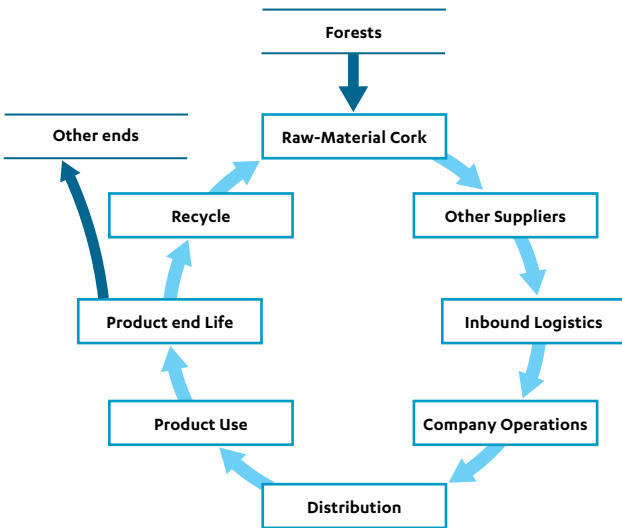 Forests
Raw-Material Cork
Other ends
Recycle
Other Suppliers
Product end Life
Inbound Logistics
Product Use
Company Operations
Distribution